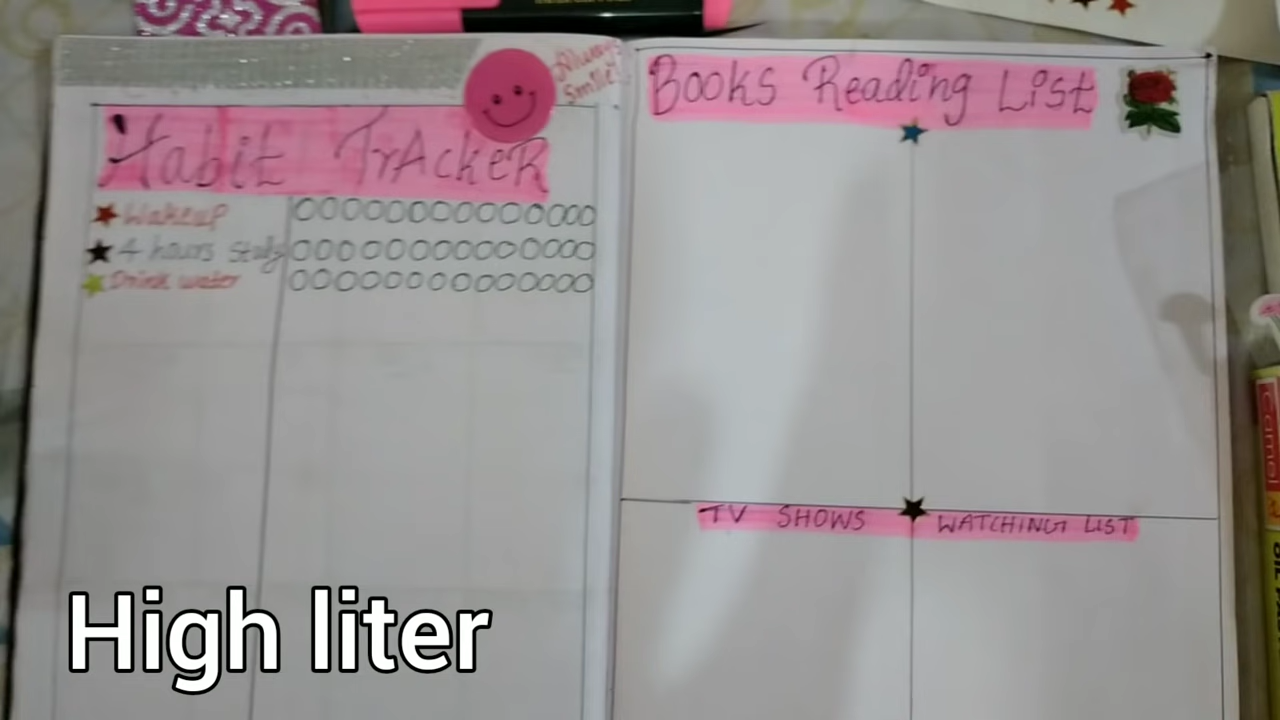 Always
Smile!
Habit TrAckeR
Wakeup
4 hours Study
Drink water
Books Reading List
TV SHOWS WATCHING LIST
Camel
High liter